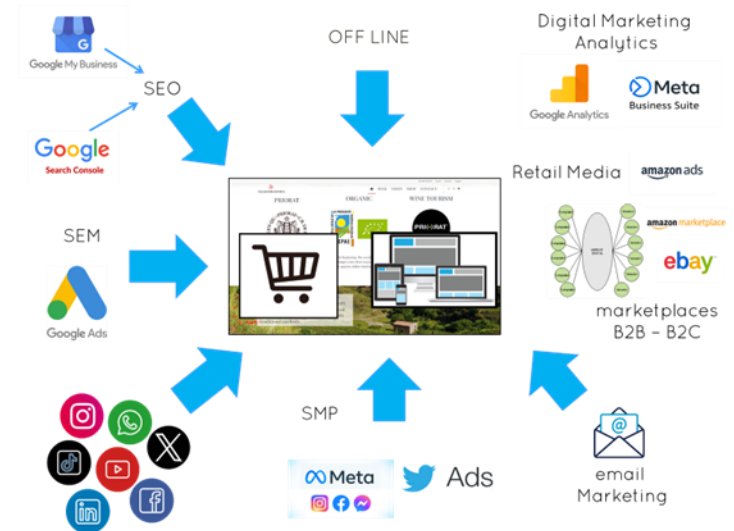 OFF LINE
Digital Marketing
Analytics
Google My Business
SEO
Google Analytics
Meta
Business Suite
Google
Search Console
Retail Media
amazon ads
PRIORAT
ORGANIC
WINE TOURISM
PRIORAT
amazon marketplace
ebay
SEM
Google Ads
marketplaces
B2B - B2C
SMP
Meta
Ads
in
email
Marketing